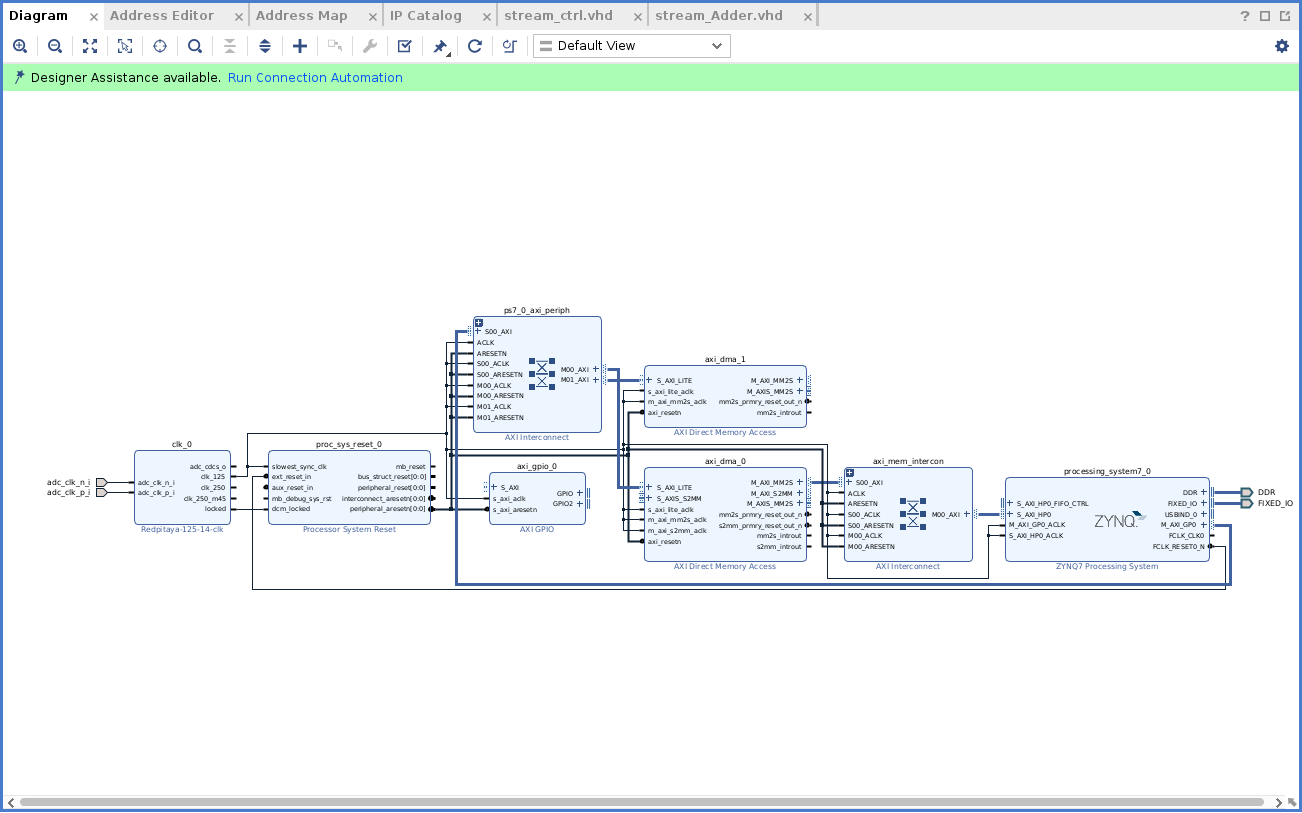 Diagram × Address Editor × Address Map × IP Catalog × stream_ctrl.vhd × stream_Adder.vhd × ?
Default View
Designer Assistance available. Run Connection Automation
adc_clk_n_i
adc_clk_p_i
clk_0
adc_clk_n_i
adc_clk_p_i
adc_cdcs_o
clk_125
clk_250
clk_250_m45
locked
Redpitaya-125-14-clk
proc_sys_reset_0
slowest_sync_clk
ext_reset_in
aux_reset_in
mb_debug_sys_rst
dcm_locked
mb_reset
bus_struct_reset[0:0]
peripheral_reset[0:0]
interconnect_aresetn[0:0]
peripheral_aresetn[0:0]
Processor System Reset
ps7_0_axi_periph
S00_AXI
ACLK
ARESETN
S00_ACLK
S00_ARESETN
M00_ACLK
M00_ARESETN
M01_ACLK
M01_ARESETN
M00_AXI
M01_AXI
AXI Interconnect
axi_gpio_0
S_AXI
s_axi_aclk
s_axi_aresetn
GPIO
GPIO2
AXI GPIO
axi_dma_1
S_AXI_LITE
s_axi_lite_aclk
m_axi_mm2s_aclk
axi_resetn
M_AXI_MM2S
M_AXIS_MM2S
mm2s_prmry_reset_out_n
mm2s_introut
AXI Direct Memory Access
axi_dma_0
S_AXI_LITE
S_AXIS_S2MM
s_axi_lite_aclk
m_axi_mm2s_aclk
m_axi_s2mm_aclk
axi_resetn
M_AXI_MM2S
M_AXI_S2MM
M_AXIS_MM2S
mm2s_prmry_reset_out_n
s2mm_prmry_reset_out_n
mm2s_introut
s2mm_introut
AXI Direct Memory Access
axi_mem_intercon
S00_AXI
ACLK
ARESETN
S00_ACLK
S00_ARESETN
M00_ACLK
M00_ARESETN
M00_AXI
AXI Interconnect
processing_system7_0
S_AXI_HP0_FIFO_CTRL
S_AXI_HP0
M_AXI_GP0_ACLK
S_AXI_HP0_ACLK
ZYNQ
DDR
FIXED_IO
USBIND_0
M_AXI_GP0
FCLK_CLK0
FCLK_RESET0_N
ZYNQ7 Processing System
DDR
FIXED_IO